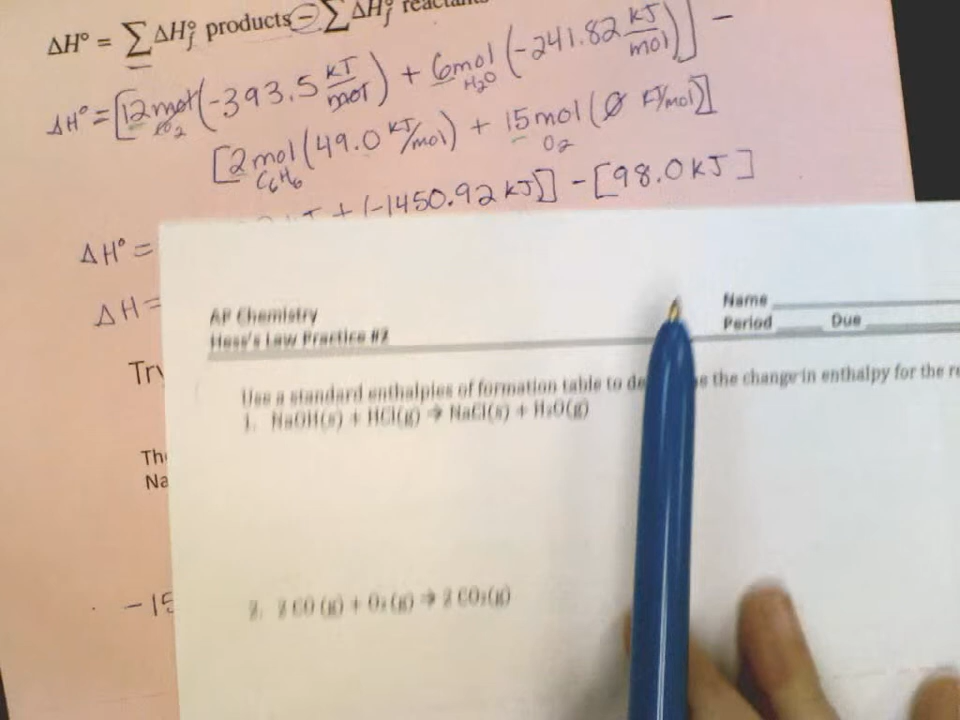 ΔH° = ∑ΔH°f products − ∑ΔH°f reactants
ΔH° = [12 mol CO2 (-393.5 kJ/mol) + 6 mol H2O (-241.82 kJ/mol)] −
[2 mol C6H6 (49.0 kJ/mol) + 15 mol O2 (0 kJ/mol)]
ΔH° = + (-1450.92 kJ)] − [98.0 kJ]
ΔH =
Try
-15
AP Chemistry
Hess's Law Practice #2
Name
Period Due
Use a standard enthalpies of formation table to the change in enthalpy for the
1. NaOH(s) + HCl(g) → NaCl(s) + H₂O(g)
2. 2 CO (g) + O₂ (g) → 2 CO₂(g)